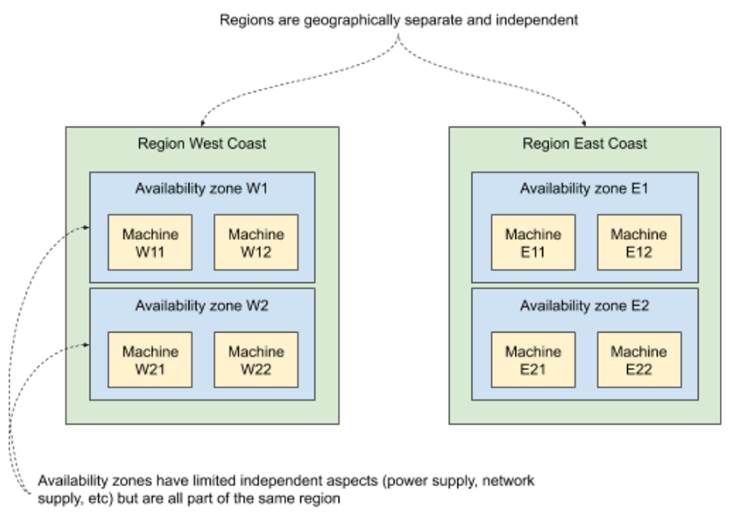 Regions are geographically separate and independent
Region West Coast
Availability zone W1
Machine
W11
Machine
W12
Availability zone W2
Machine
W21
Machine
W22
Region East Coast
Availability zone E1
Machine
E11
Machine
E12
Availability zone E2
Machine
E21
Machine
E22
Availability zones have limited independent aspects (power supply, network
supply, etc) but are all part of the same region